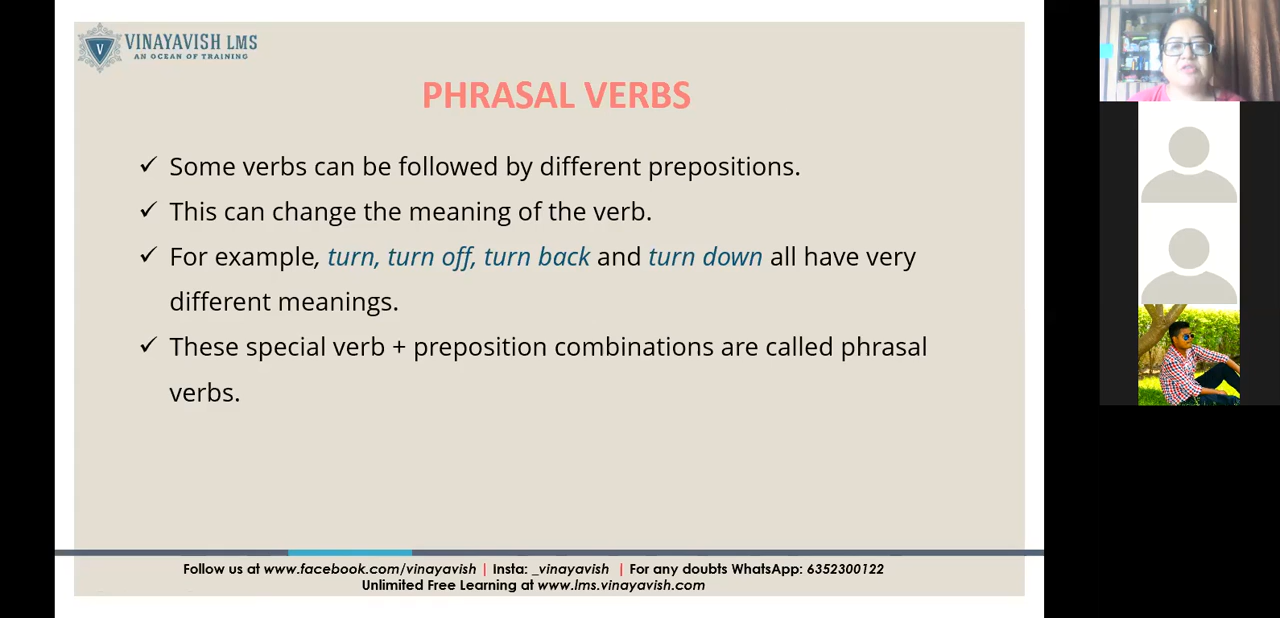 VINAYAVISH LMS
AN OCEAN OF TRAINING
PHRASAL VERBS
✓ Some verbs can be followed by different prepositions.
✓ This can change the meaning of the verb.
✓ For example, turn, turn off, turn back and turn down all have very
different meanings.
✓ These special verb + preposition combinations are called phrasal
verbs.
Follow us at www.facebook.com/vinayavish | Insta: _vinayavish | For any doubts WhatsApp: 6352300122
Unlimited Free Learning at www.lms.vinayavish.com